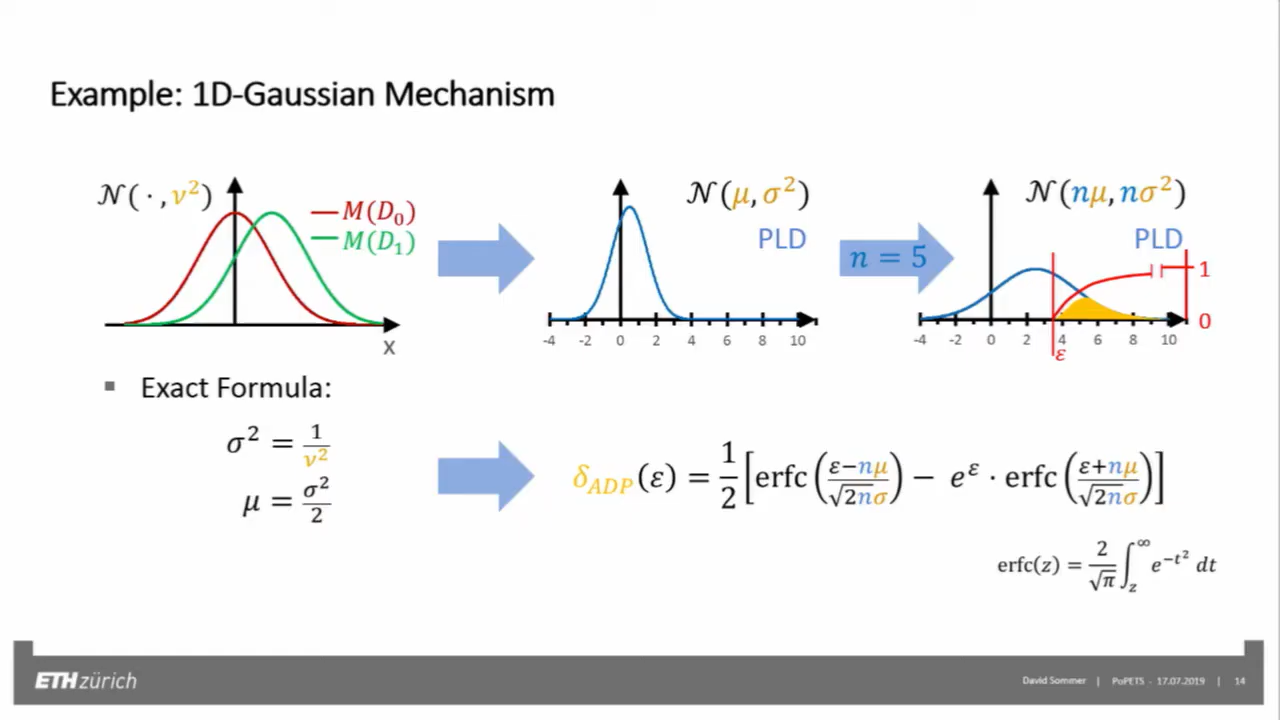 Example: 1D-Gaussian Mechanism
𝒩(·, ν²)
M(D₀)
M(D₁)
x
𝒩(μ, σ²)
PLD
-4 -2 0 2 4 6 8 10
n = 5
𝒩(nμ, nσ²)
PLD
1
0
-4 -2 0 2 4 6 8 10
ε
▪ Exact Formula:
σ² = 1/ν²
μ = σ²/2
δ_ADP(ε) = 1/2 [erfc((ε−nμ)/(√2nσ)) − e^ε · erfc((ε+nμ)/(√2nσ))]
erfc(z) = 2/√π ∫_z^∞ e^(−t²) dt
ETH zürich
David Sommer | PoPETS - 17.07.2019 | 14